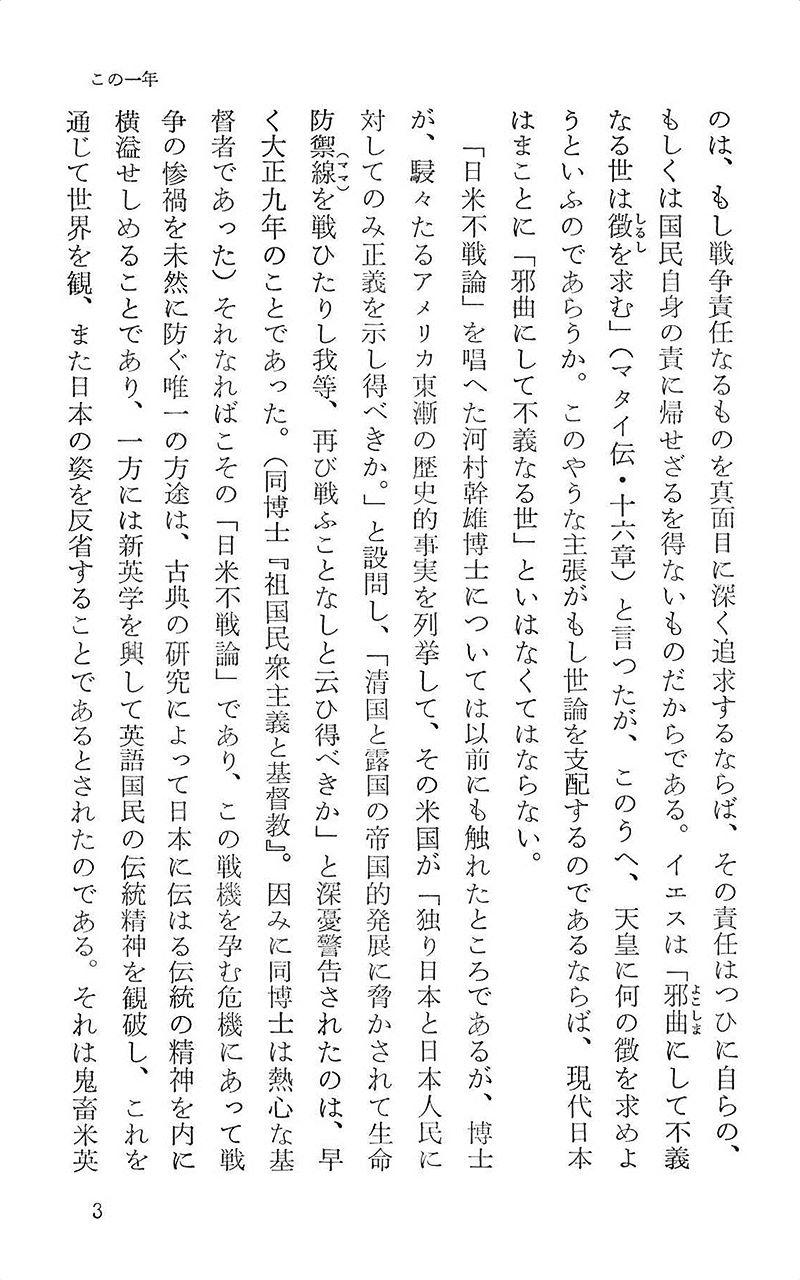 この一年
のは、もし戦争責任なるものを真面目に深く追求するならば、その責任はつひに自らの、
もしくは国民自身の責に帰せざるを得ないものだからである。イエスは「邪曲にして不義
よこしま
なる世は徴を求む」（マタイ伝・十六章）と言つたが、このうへ、天皇に何の徴を求めよ
しるし
うといふのであらうか。このやうな主張がもし世論を支配するのであるならば、現代日本
はまことに「邪曲にして不義なる世」といはなくてはならない。
「日米不戦論」を唱へた河村幹雄博士については以前にも触れたところであるが、博士
が、駸々たるアメリカ東漸の歴史的事実を列挙して、その米国が「独り日本と日本人民に
対してのみ正義を示し得べきか。」と設問し、「清国と露国の帝国的発展に脅かされて生命
防禦線を戦ひたりし我等、再び戦ふことなしと云ひ得べきか」と深憂警告されたのは、早
（ママ）
く大正九年のことであった。（同博士『祖国民衆主義と基督教』。因みに同博士は熱心な基
督者であった）それなればこその「日米不戦論」であり、この戦機を孕む危機にあって戦
争の惨禍を未然に防ぐ唯一の方途は、古典の研究によって日本に伝はる伝統の精神を内に
横溢せしめることであり、一方には新英学を興して英語国民の伝統精神を観破し、これを
通じて世界を観、また日本の姿を反省することであるとされたのである。それは鬼畜米英
3